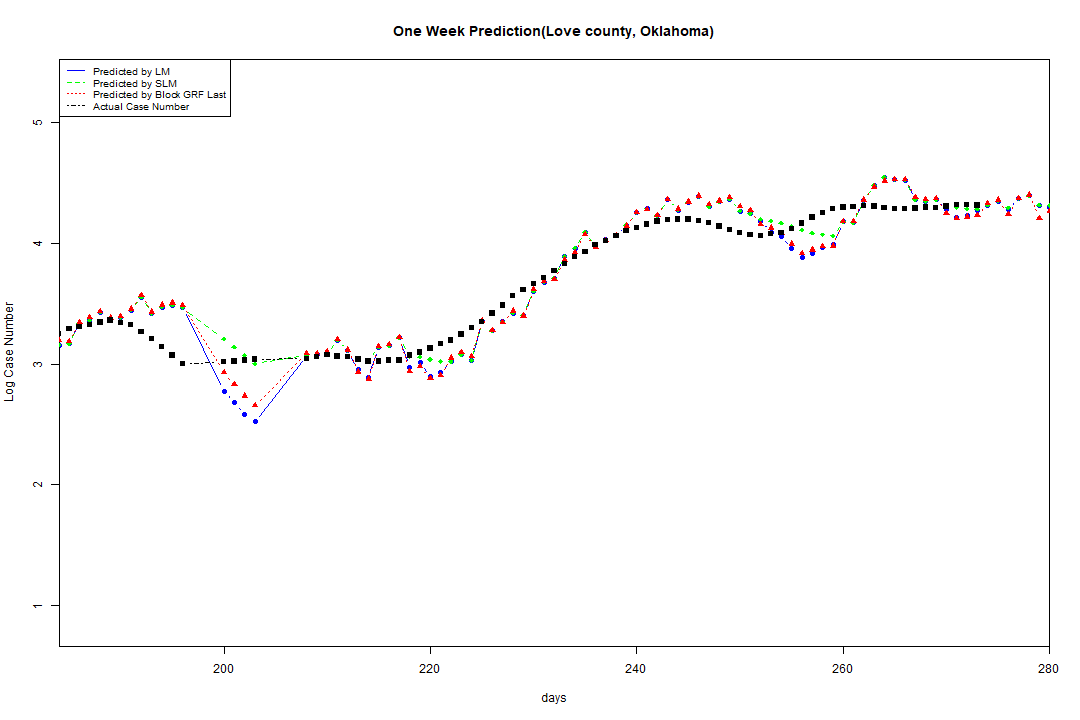 One Week Prediction(Love county, Oklahoma)
Predicted by LM
Predicted by SLM
Predicted by Block GRF Last
Actual Case Number
5
4
3
2
1
Log Case Number
200 220 240 260 280
days